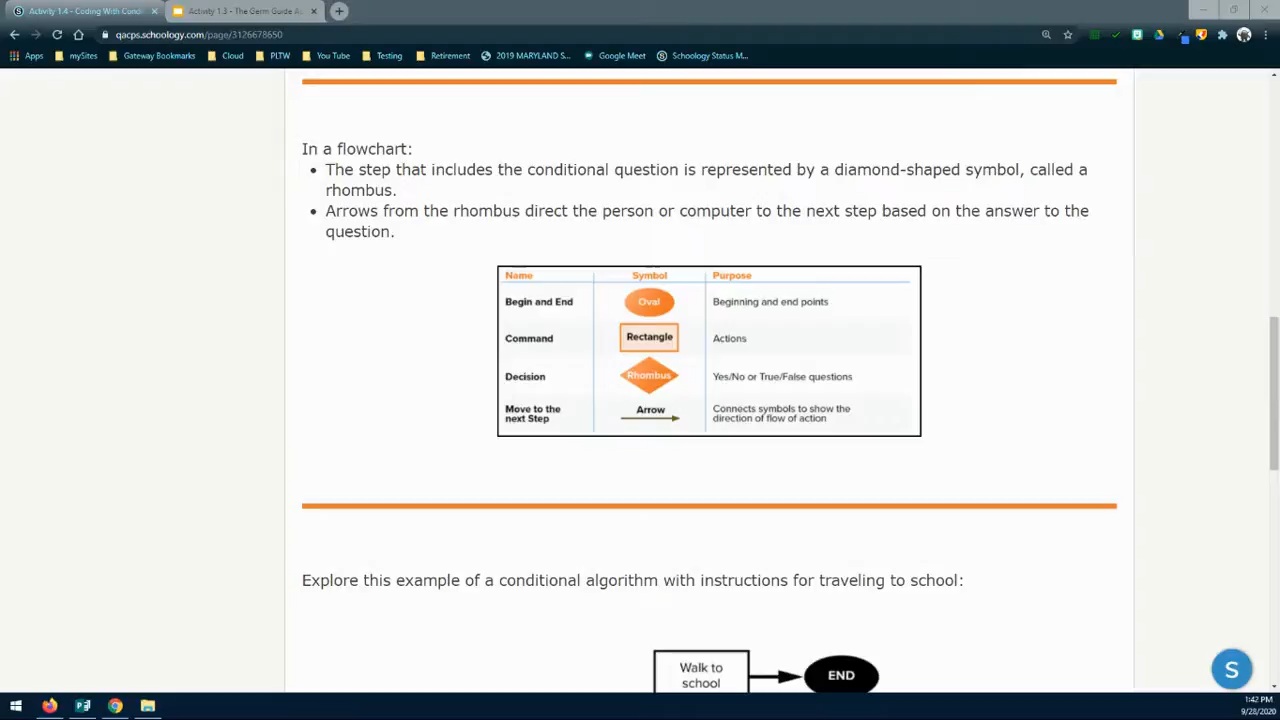 Activity 1.4 - Coding With Condi
Activity 1.3 - The Germ Guide A
qacps.schoology.com/page/3126678650
Apps mySites Gateway Bookmarks Cloud PLTW You Tube Testing Retirement 2019 MARYLAND S... Google Meet Schoology Status M...
In a flowchart:
• The step that includes the conditional question is represented by a diamond-shaped symbol, called a
rhombus.
• Arrows from the rhombus direct the person or computer to the next step based on the answer to the
question.
Name Symbol Purpose
Begin and End Oval Beginning and end points
Command Rectangle Actions
Decision Rhombus Yes/No or True/False questions
Move to the Arrow Connects symbols to show the
next Step direction of flow of action
Explore this example of a conditional algorithm with instructions for traveling to school:
Walk to
school
END
S
1:42 PM
9/28/2020